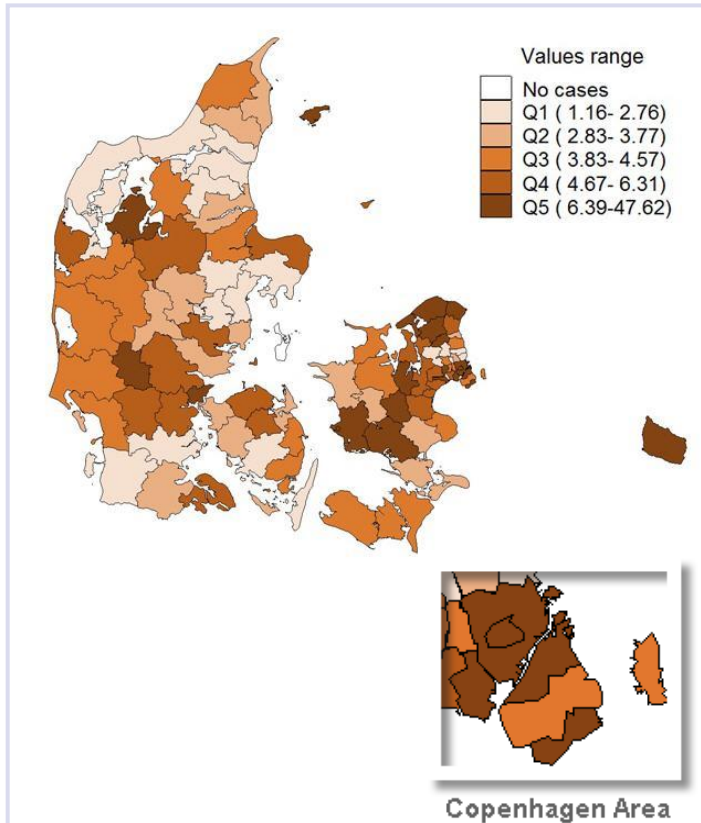 Values range
No cases
Q1 ( 1.16- 2.76)
Q2 ( 2.83- 3.77)
Q3 ( 3.83- 4.57)
Q4 ( 4.67- 6.31)
Q5 ( 6.39-47.62)
Copenhagen Area